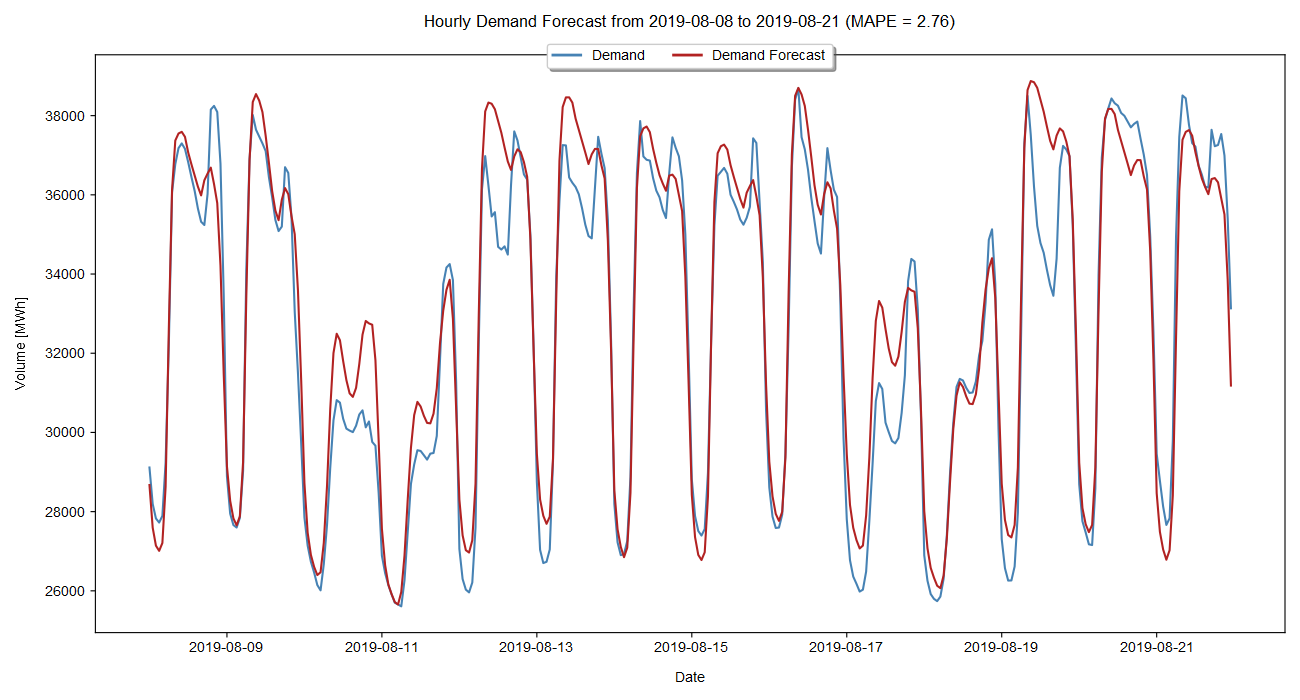 Hourly Demand Forecast from 2019-08-08 to 2019-08-21 (MAPE = 2.76)
Demand Demand Forecast
38000
36000
34000
32000
30000
28000
26000
Volume [MWh]
2019-08-09 2019-08-11 2019-08-13 2019-08-15 2019-08-17 2019-08-19 2019-08-21
Date